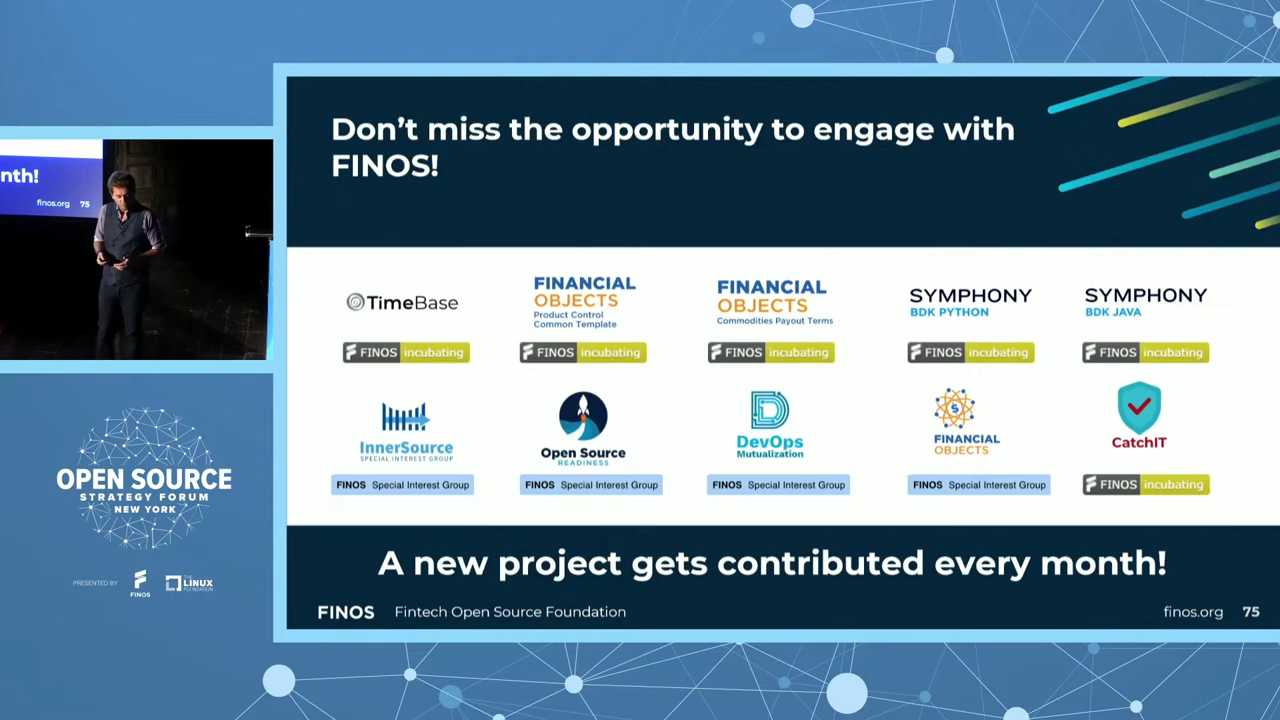 Don't miss the opportunity to engage with
FINOS!
nth!
finos.org 75
TimeBase
FINANCIAL
OBJECTS
Product Control
Common Template
FINANCIAL
OBJECTS
Commodities Payout Terms
SYMPHONY
BDK PYTHON
SYMPHONY
BDK JAVA
FINOS incubating
FINOS incubating
FINOS incubating
FINOS incubating
FINOS incubating
InnerSource
SPECIAL INTEREST GROUP
Open Source
READINESS
DevOps
Mutualization
FINANCIAL
OBJECTS
CatchIT
FINOS Special Interest Group
FINOS Special Interest Group
FINOS Special Interest Group
FINOS Special Interest Group
FINOS incubating
OPEN SOURCE
STRATEGY FORUM
NEW YORK
PRESENTED BY
FINOS
THE
LINUX
FOUNDATION
A new project gets contributed every month!
FINOS Fintech Open Source Foundation
finos.org 75